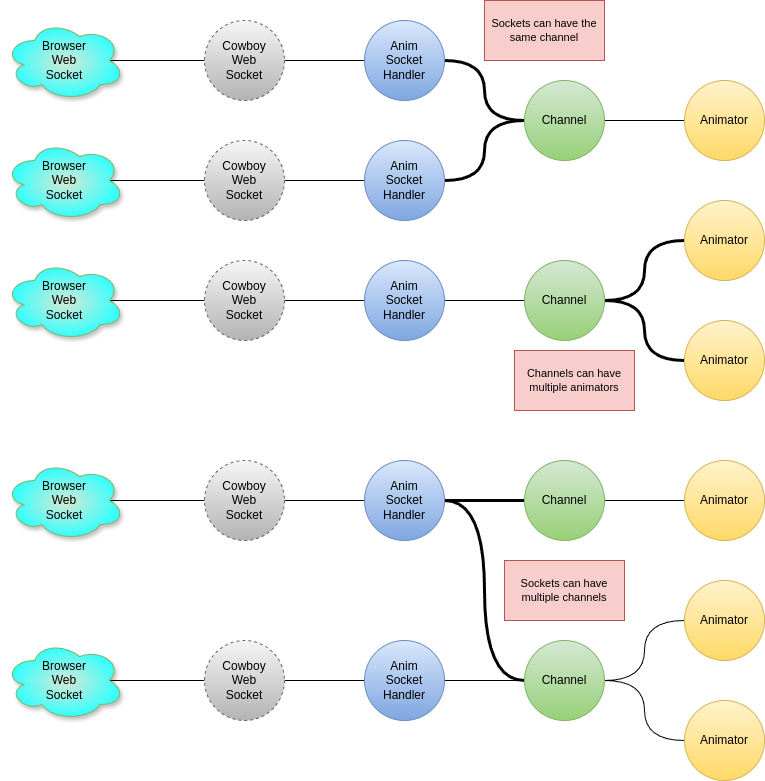 Sockets can have the
same channel
Browser
Web
Socket
Cowboy
Web
Socket
Anim
Socket
Handler
Channel
Animator
Browser
Web
Socket
Cowboy
Web
Socket
Anim
Socket
Handler
Animator
Browser
Web
Socket
Cowboy
Web
Socket
Anim
Socket
Handler
Channel
Animator
Channels can have
multiple animators
Browser
Web
Socket
Cowboy
Web
Socket
Anim
Socket
Handler
Channel
Animator
Sockets can have
multiple channels
Animator
Browser
Web
Socket
Cowboy
Web
Socket
Anim
Socket
Handler
Channel
Animator